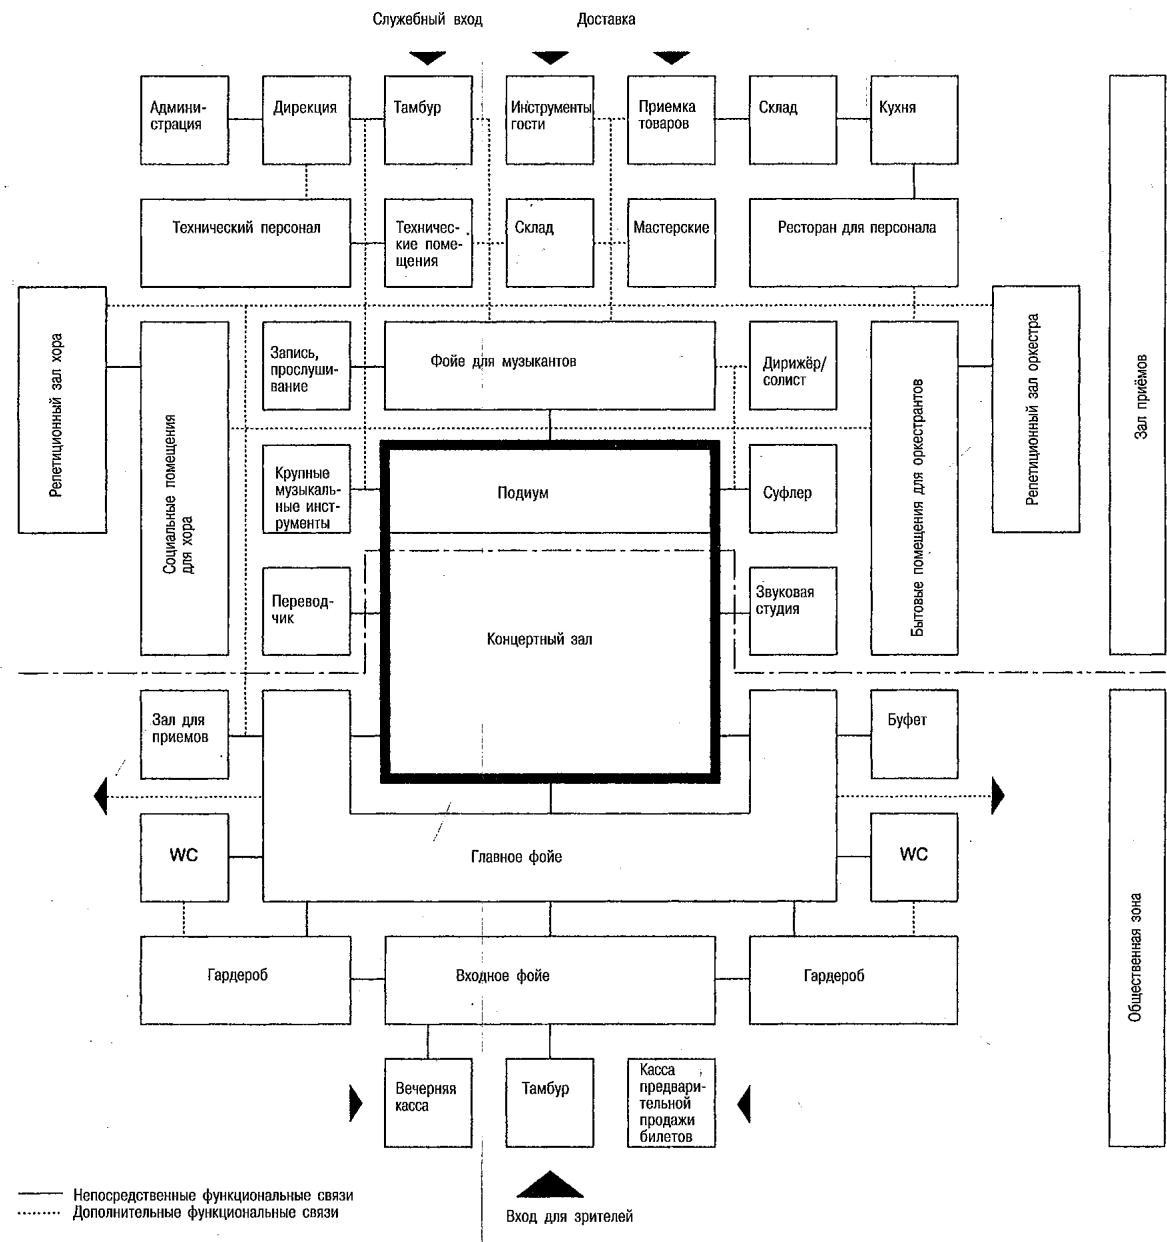 Служебный вход
Доставка
Админи-
страция
Дирекция
Тамбур
Инструменты
гости
Приемка
товаров
Склад
Кухня
Технический персонал
Техничес-
кие поме-
щения
Склад
Мастерские
Ресторан для персонала
Репетиционный зал хора
Социальные помещения
для хора
Запись,
прослуши-
вание
Фойе для музыкантов
Дирижёр/
солист
Бытовые помещения для оркестрантов
Репетиционный зал оркестра
Зал приёмов
Крупные
музыкаль-
ные инст-
рументы
Подиум
Суфлер
Перевод-
чик
Концертный зал
Звуковая
студия
Зал для
приемов
Буфет
WC
Главное фойе
WC
Гардероб
Входное фойе
Гардероб
Общественная зона
Вечерняя
касса
Тамбур
Касса
предвари-
тельной
продажи
билетов
Непосредственные функциональные связи
Дополнительные функциональные связи
Вход для зрителей